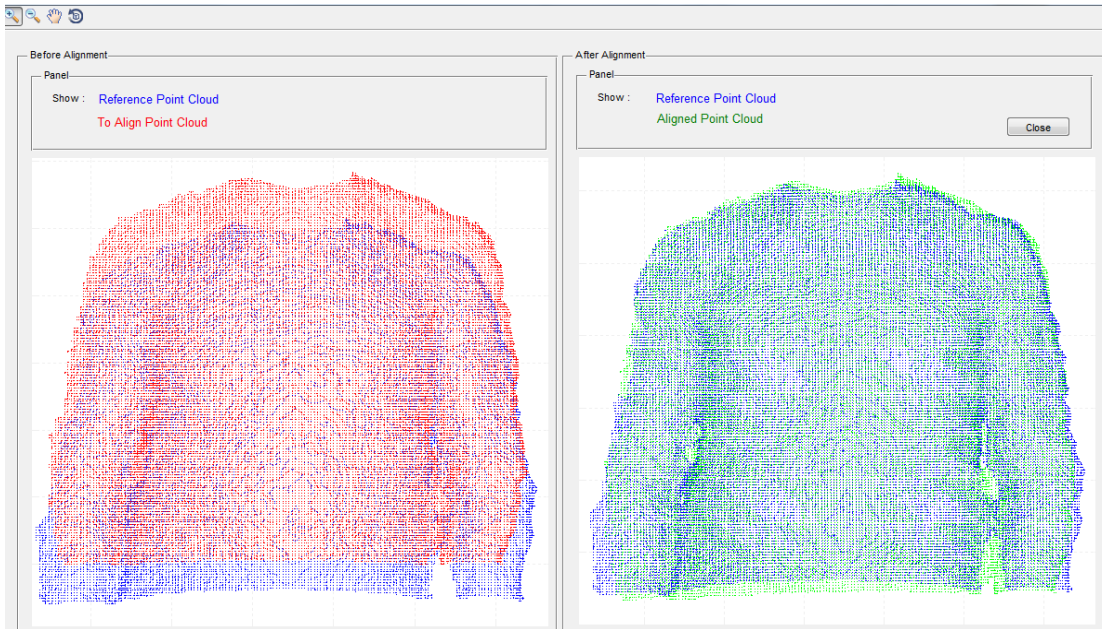 Before Alignment
Panel
Show : Reference Point Cloud
To Align Point Cloud
After Alignment
Panel
Show : Reference Point Cloud
Aligned Point Cloud
Close